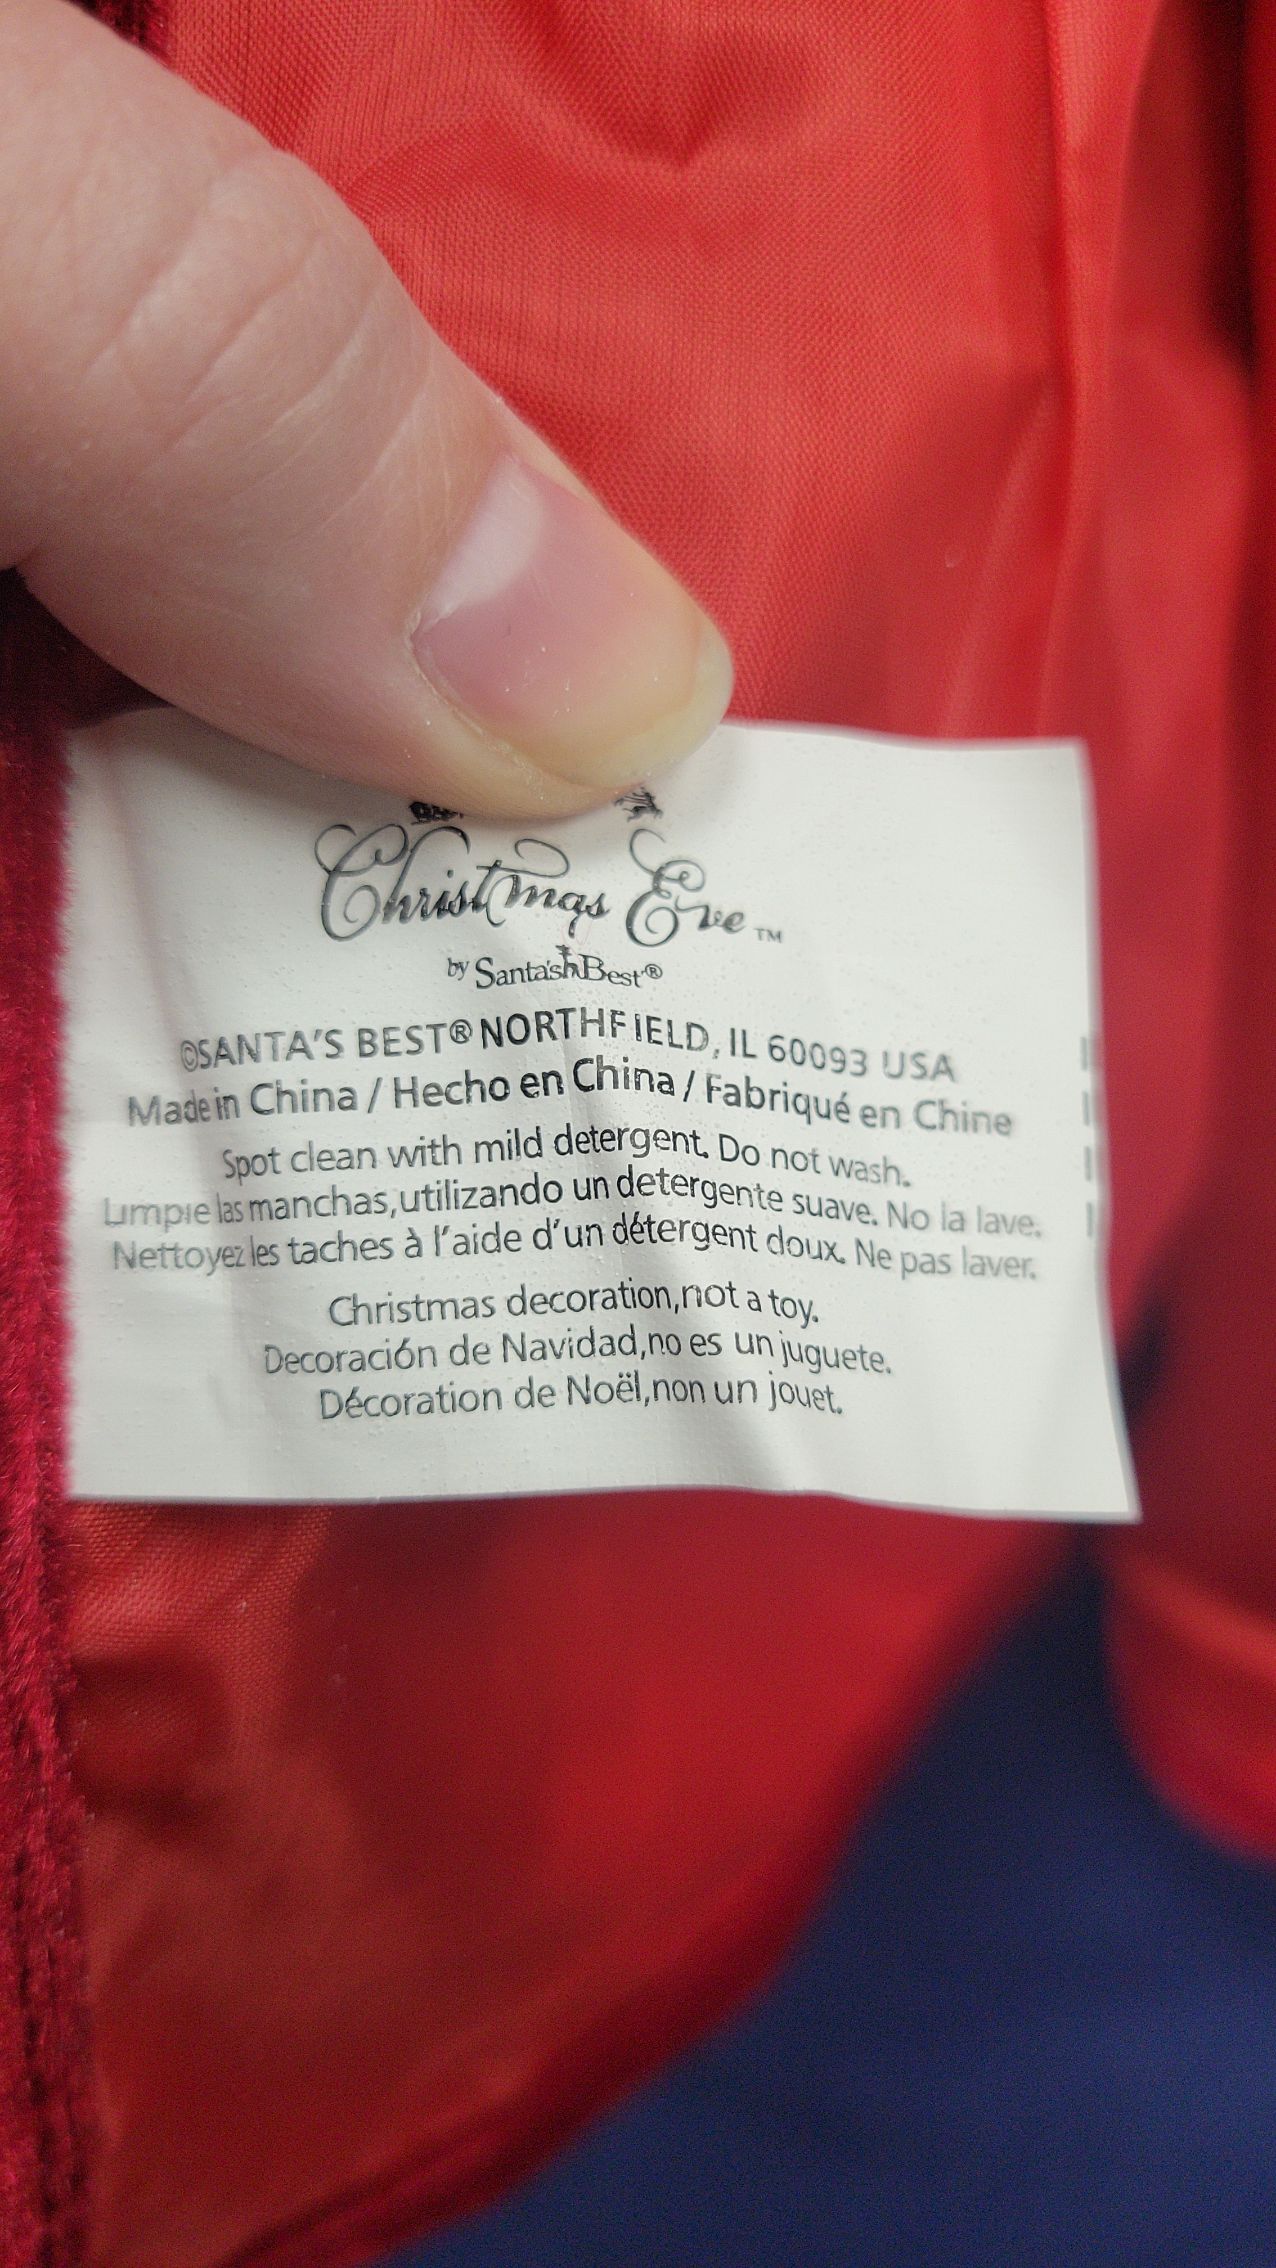 Christmas Eve™
by Santa's Best®
©SANTA'S BEST® NORTHFIELD, IL 60093 USA
Made in China / Hecho en China / Fabriqué en Chine
Spot clean with mild detergent. Do not wash.
Limpie las manchas, utilizando un detergente suave. No la lave.
Nettoyez les taches à l'aide d'un détergent doux. Ne pas laver.
Christmas decoration, not a toy.
Decoración de Navidad, no es un juguete.
Décoration de Noël, non un jouet.